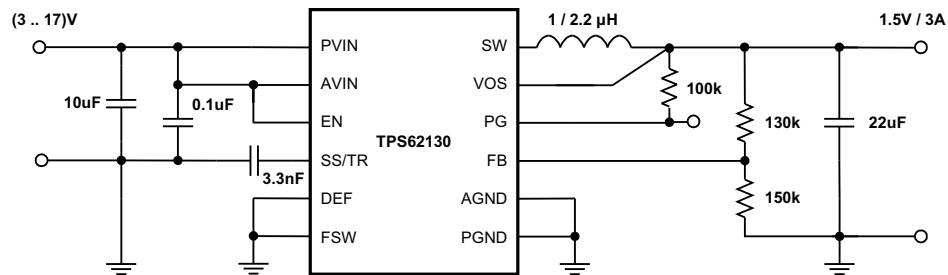 (3 .. 17)V
1 / 2.2 µH
1.5V / 3A
PVIN
SW
AVIN
VOS
100k
10uF
0.1uF
EN
PG
TPS62130
130k
22uF
SS/TR
FB
3.3nF
DEF
AGND
150k
FSW
PGND